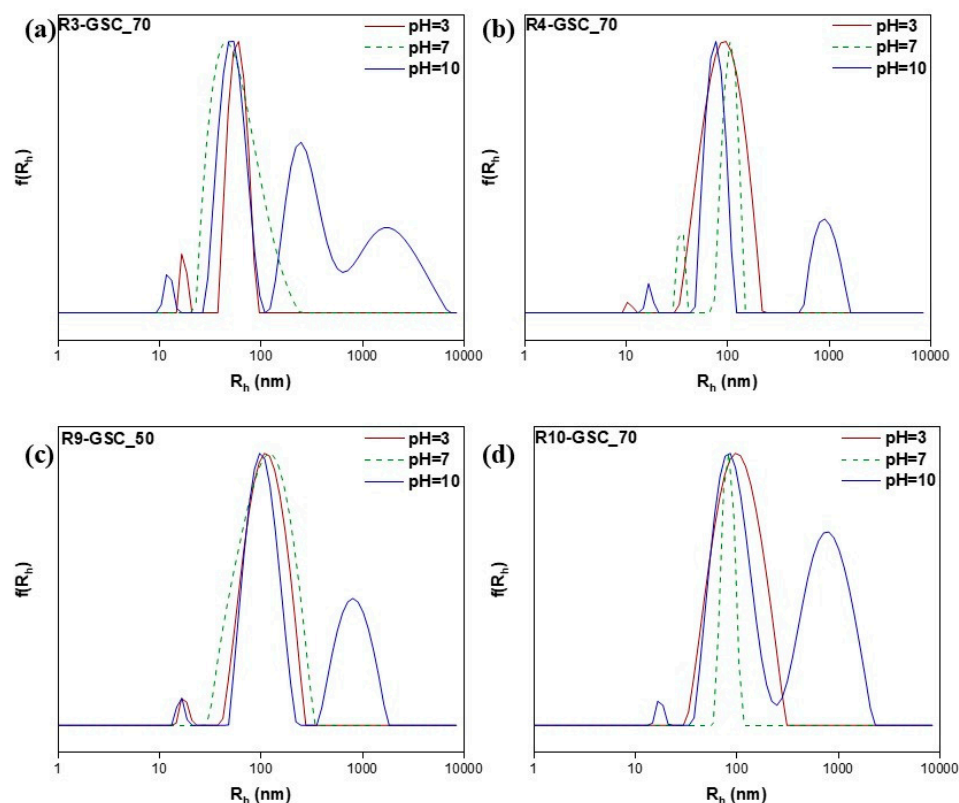 (a)
R3-GSC_70
pH=3
pH=7
pH=10
f(Rₕ)
1 10 100 1000 10000
Rₕ (nm)
(b)
R4-GSC_70
pH=3
pH=7
pH=10
f(Rₕ)
1 10 100 1000 10000
Rₕ (nm)
(c)
R9-GSC_50
pH=3
pH=7
pH=10
f(Rₕ)
1 10 100 1000 10000
Rₕ (nm)
(d)
R10-GSC_70
pH=3
pH=7
pH=10
f(Rₕ)
1 10 100 1000 10000
Rₕ (nm)